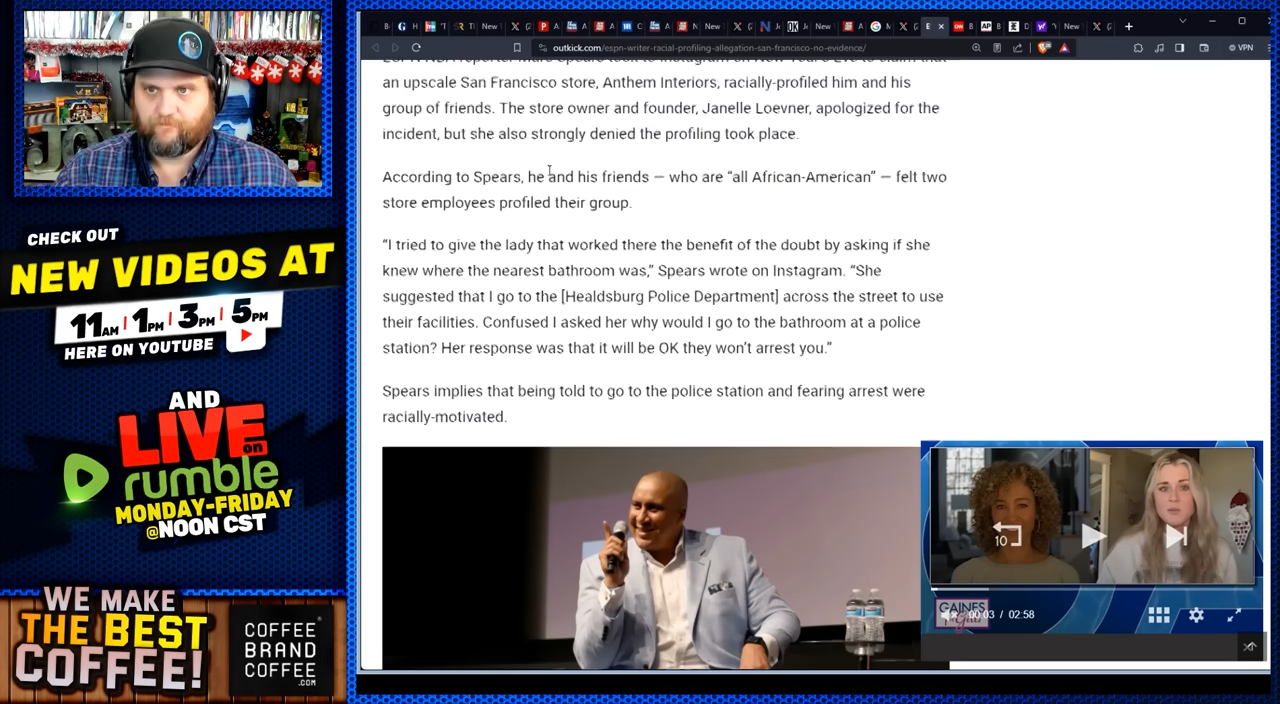 CHECK OUT
NEW VIDEOS AT
11AM | 1PM | 3PM | 5PM
HERE ON YOUTUBE
AND
LIVE on
rumble
MONDAY-FRIDAY
@NOON CST
WE MAKE
THE BEST
COFFEE!
COFFEE
BRAND
COFFEE
.COM
outkick.com/espn-writer-racial-profiling-allegation-san-francisco-no-evidence/
VPN
an upscale San Francisco store, Anthem Interiors, racially-profiled him and his
group of friends. The store owner and founder, Janelle Loevner, apologized for the
incident, but she also strongly denied the profiling took place.
According to Spears, he and his friends — who are “all African-American” — felt two
store employees profiled their group.
“I tried to give the lady that worked there the benefit of the doubt by asking if she
knew where the nearest bathroom was,” Spears wrote on Instagram. “She
suggested that I go to the [Healdsburg Police Department] across the street to use
their facilities. Confused I asked her why would I go to the bathroom at a police
station? Her response was that it will be OK they won’t arrest you.”
Spears implies that being told to go to the police station and fearing arrest were
racially-motivated.
10
GAINES
00:03 / 02:58